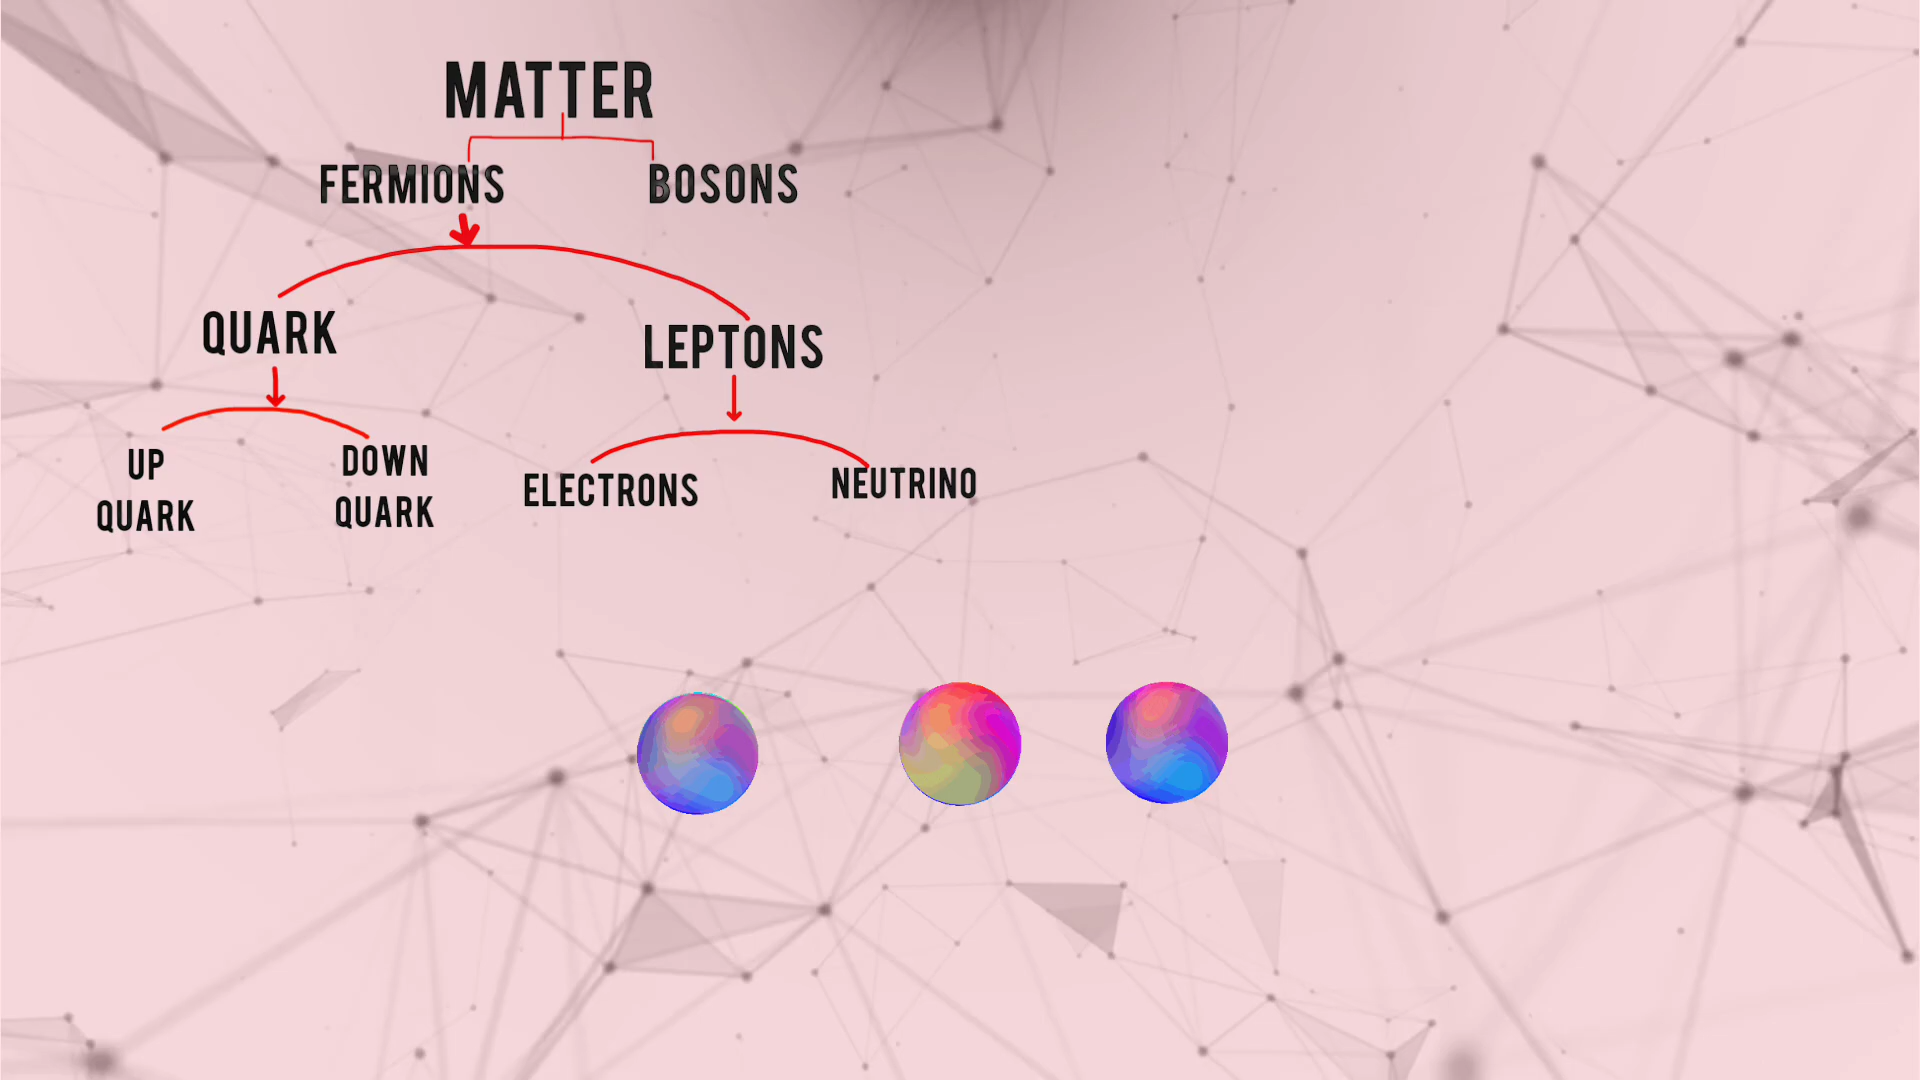 MATTER
FERMIONS
BOSONS
QUARK
LEPTONS
UP
QUARK
DOWN
QUARK
ELECTRONS
NEUTRINO